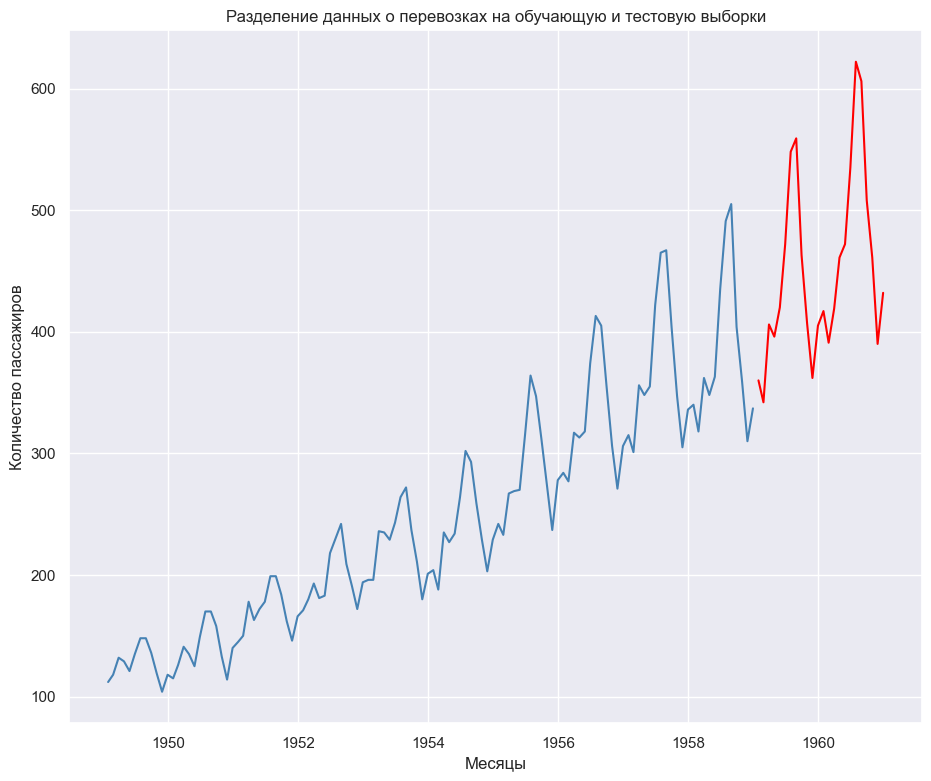 Разделение данных о перевозках на обучающую и тестовую выборки
Количество пассажиров
600
500
400
300
200
100
1950 1952 1954 1956 1958 1960
Месяцы